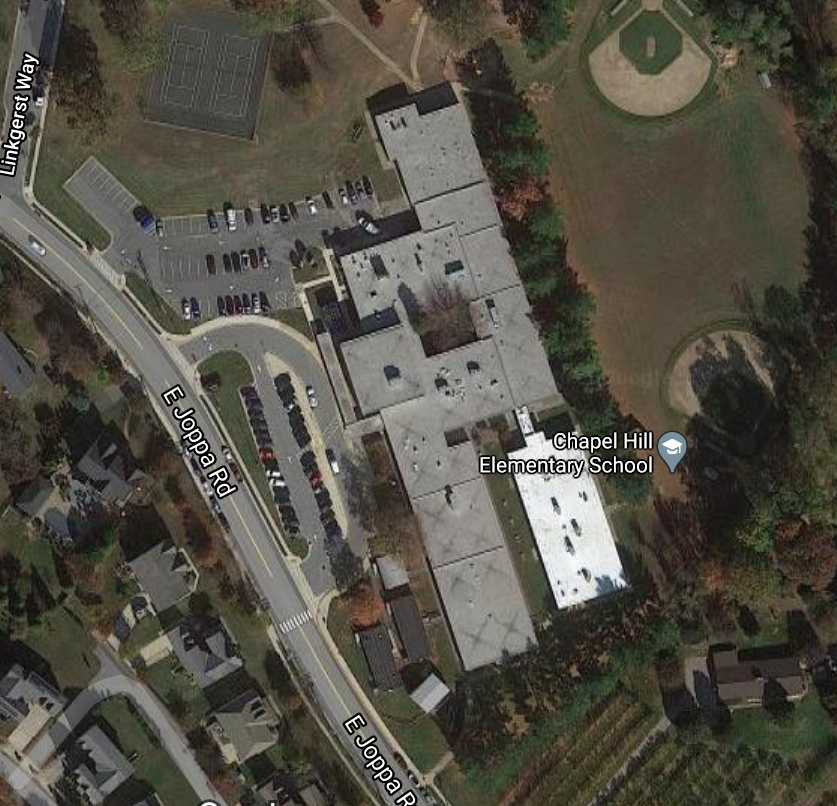 Linkgerst Way
E Joppa Rd
Chapel Hill
Elementary School
E Joppa R